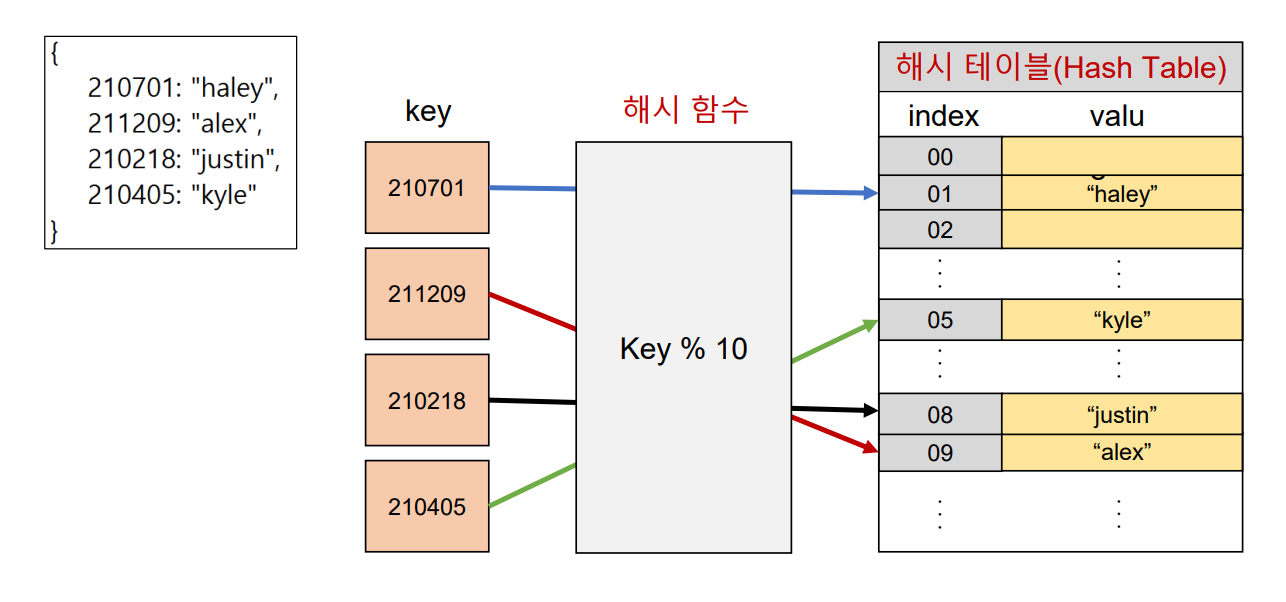 {
210701: "haley",
211209: "alex",
210218: "justin",
210405: "kyle"
}
key
210701
211209
210218
210405
해시 함수
Key % 10
해시 테이블(Hash Table)
index valu
00
01 “haley”
02
05 “kyle”
08 “justin”
09 “alex”